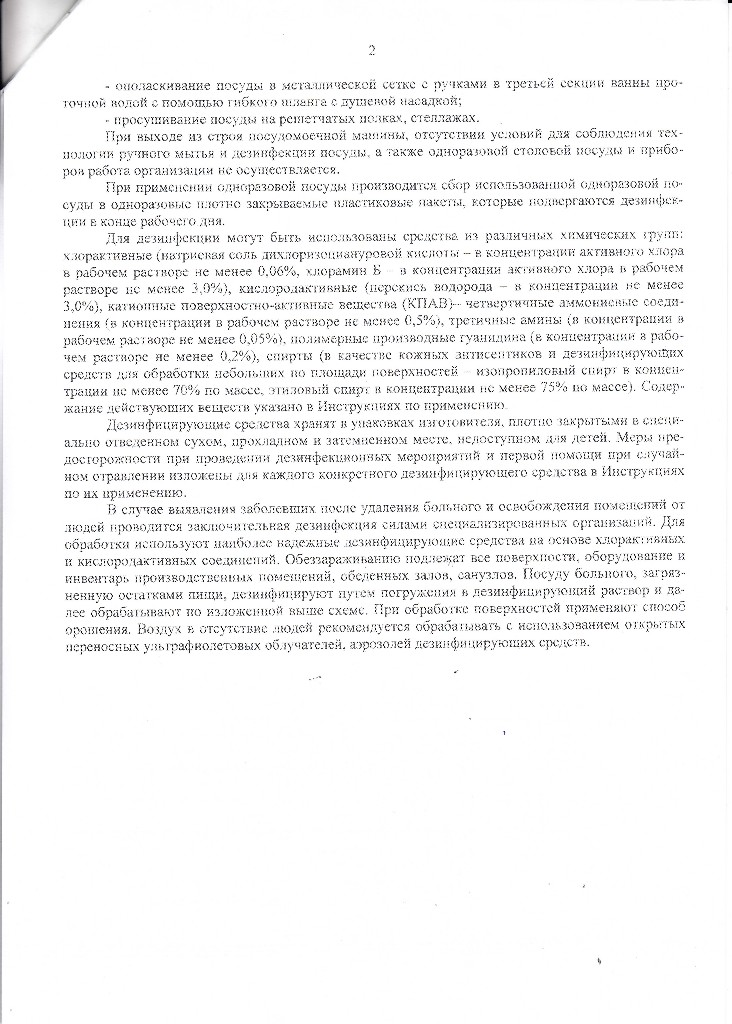 2
- ополаскивание посуды в металлической сетке с ручками в третьей секции ванны про-
точной водой с помощью гибкого шланга с душевой насадкой;
- просушивание посуды на решетчатых полках, стеллажах.
При выходе из строя посудомоечной машины, отсутствии условий для соблюдения тех-
нологии ручного мытья и дезинфекции посуды, а также одноразовой столовой посуды и прибо-
ров работа организации не осуществляется.
При применении одноразовой посуды производится сбор использованной одноразовой по-
суды в одноразовые плотно закрываемые пластиковые пакеты, которые подвергаются дезинфек-
ции в конце рабочего дня.
Для дезинфекции могут быть использованы средства из различных химических групп:
хлорактивные (натриевая соль дихлоризоциануровой кислоты – в концентрации активного хлора
в рабочем растворе не менее 0,06%, хлорамин Б – в концентрации активного хлора в рабочем
растворе не менее 3,0%), кислородактивные (перекись водорода – в концентрации не менее
3,0%), катионные поверхностно-активные вещества (КПАВ)– четвертичные аммониевые соеди-
нения (в концентрации в рабочем растворе не менее 0,5%), третичные амины (в концентрации в
рабочем растворе не менее 0,05%), полимерные производные гуанидина (в концентрации в рабо-
чем растворе не менее 0,2%), спирты (в качестве кожных антисептиков и дезинфицирующих
средств для обработки небольших по площади поверхностей – изопропиловый спирт в концен-
трации не менее 70% по массе, этиловый спирт в концентрации не менее 75% по массе). Содер-
жание действующих веществ указано в Инструкциях по применению.
Дезинфицирующие средства хранят в упаковках изготовителя, плотно закрытыми в специ-
ально отведенном сухом, прохладном и затемненном месте, недоступном для детей. Меры пре-
досторожности при проведении дезинфекционных мероприятий и первой помощи при случай-
ном отравлении изложены для каждого конкретного дезинфицирующего средства в Инструкциях
по их применению.
В случае выявления заболевших после удаления больного и освобождения помещений от
людей проводится заключительная дезинфекция силами специализированных организаций. Для
обработки используют наиболее надежные дезинфицирующие средства на основе хлорактивных
и кислородактивных соединений. Обеззараживанию подлежат все поверхности, оборудование и
инвентарь производственных помещений, обеденных залов, санузлов. Посуду больного, загряз-
ненную остатками пищи, дезинфицируют путем погружения в дезинфицирующий раствор и да-
лее обрабатывают по изложенной выше схеме. При обработке поверхностей применяют способ
орошения. Воздух в отсутствие людей рекомендуется обрабатывать с использованием открытых
переносных ультрафиолетовых облучателей, аэрозолей дезинфицирующих средств.